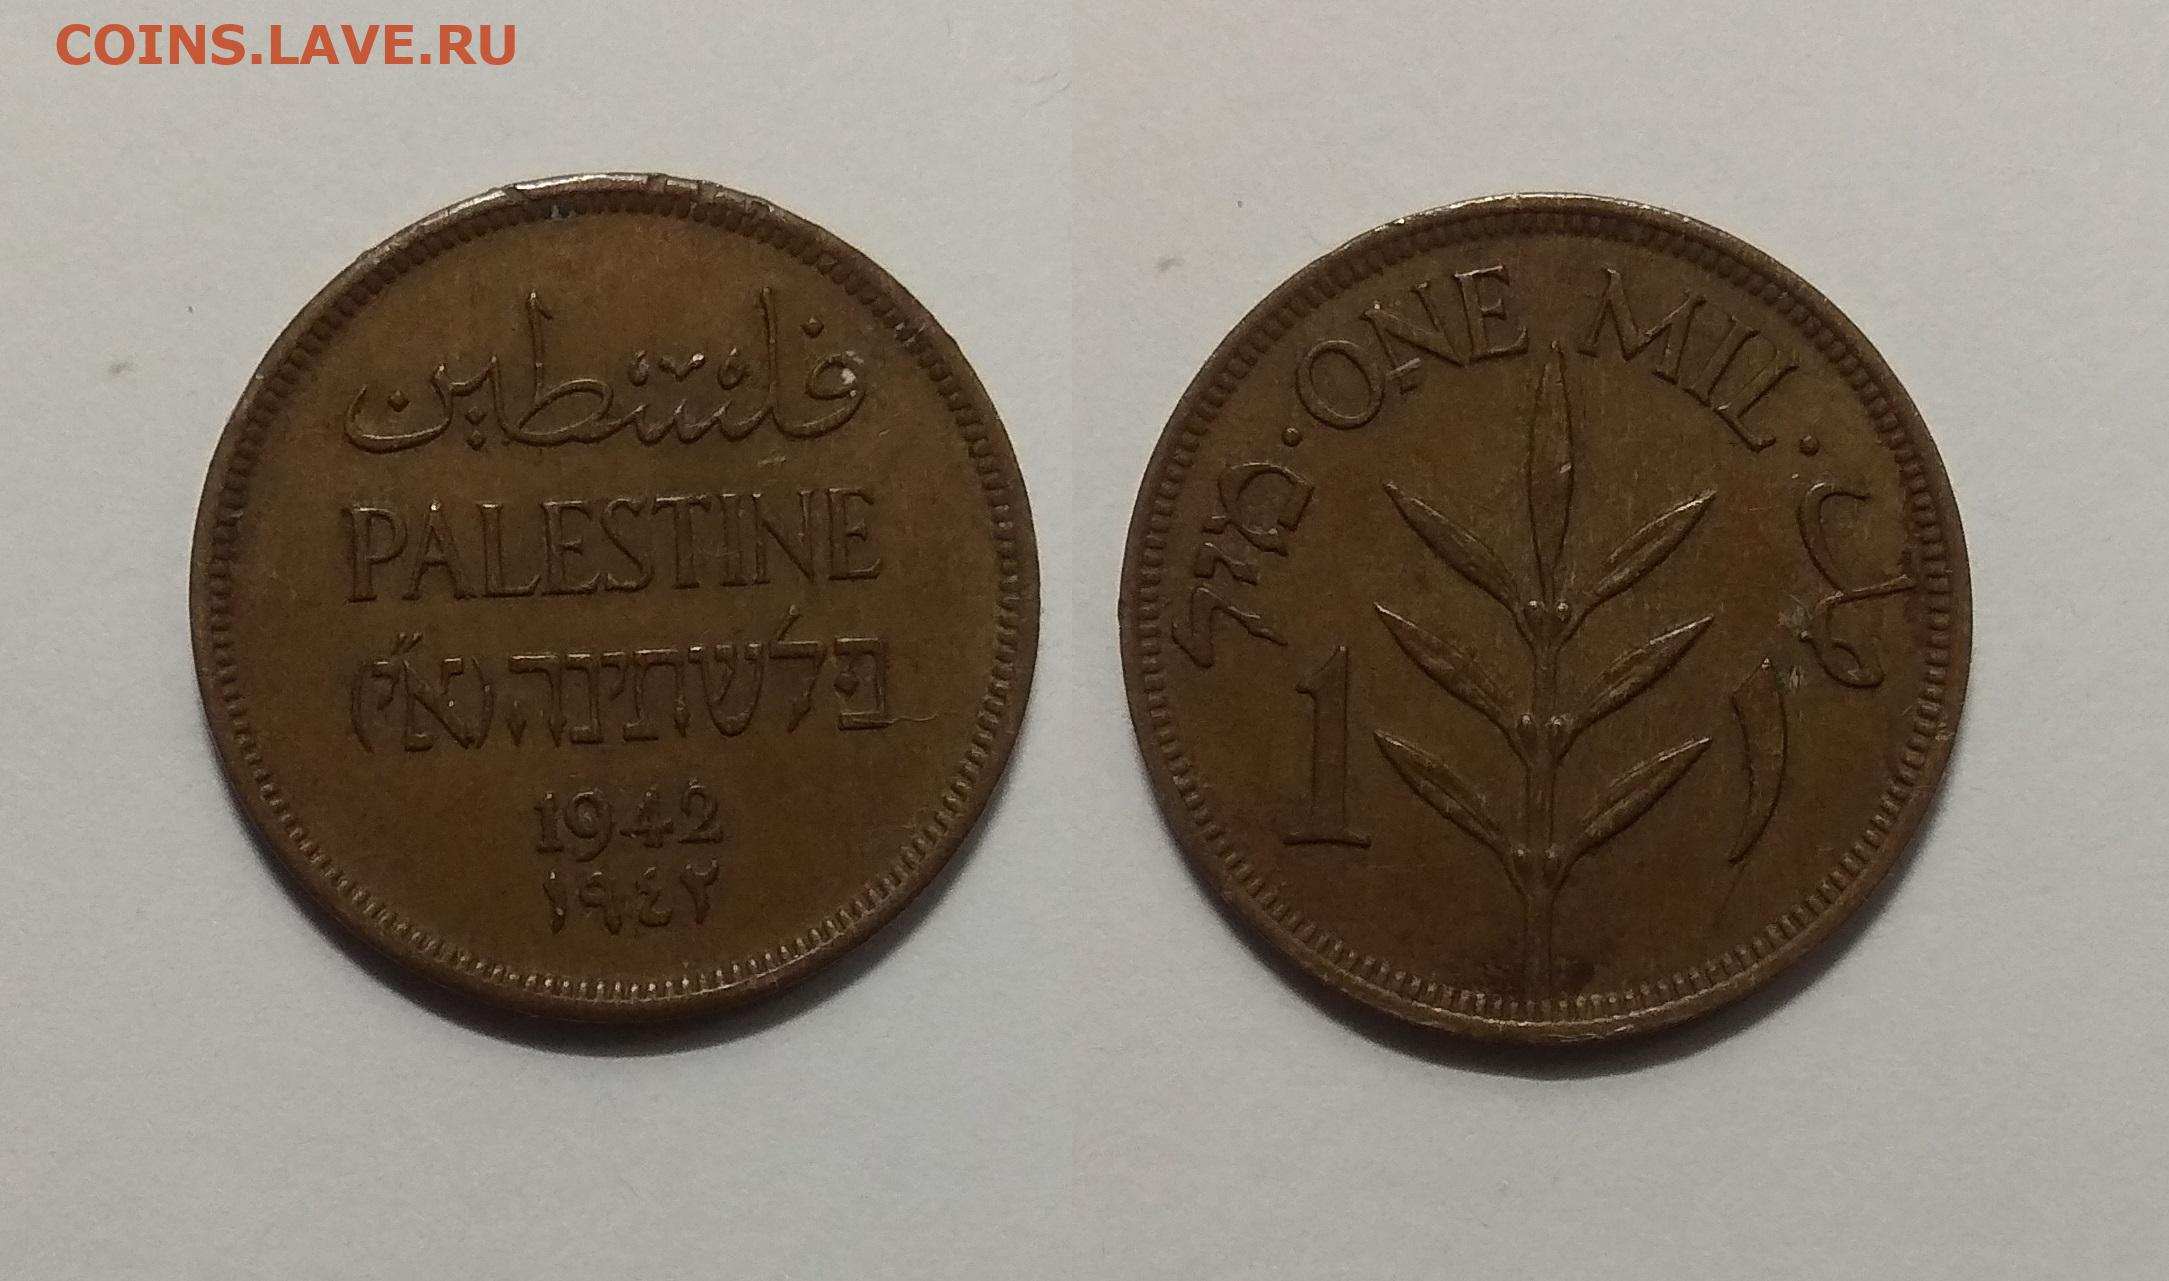 COINS.LAVE.RU
فلسطين
PALESTINE
פלשתינה (א״י)
1942
١٩٤٢
מיל · ONE MIL · مل
1 ١